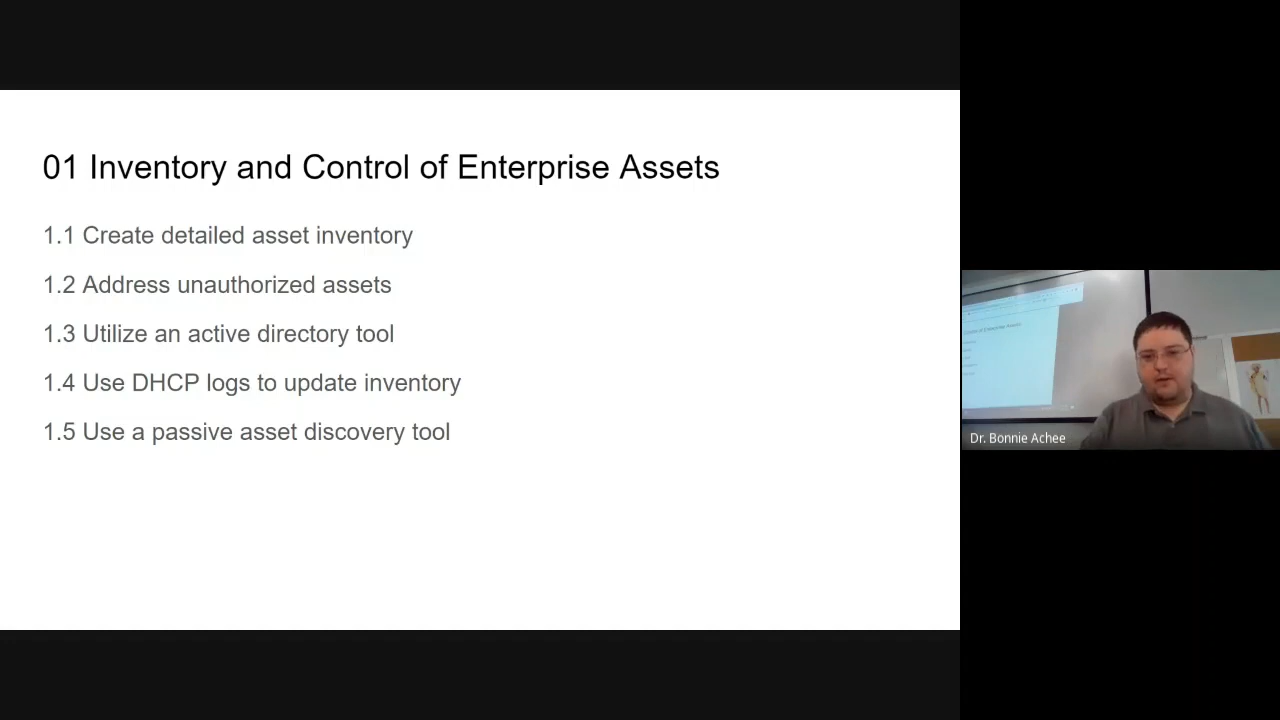 01 Inventory and Control of Enterprise Assets
1.1 Create detailed asset inventory
1.2 Address unauthorized assets
1.3 Utilize an active directory tool
1.4 Use DHCP logs to update inventory
1.5 Use a passive asset discovery tool
Dr. Bonnie Achee